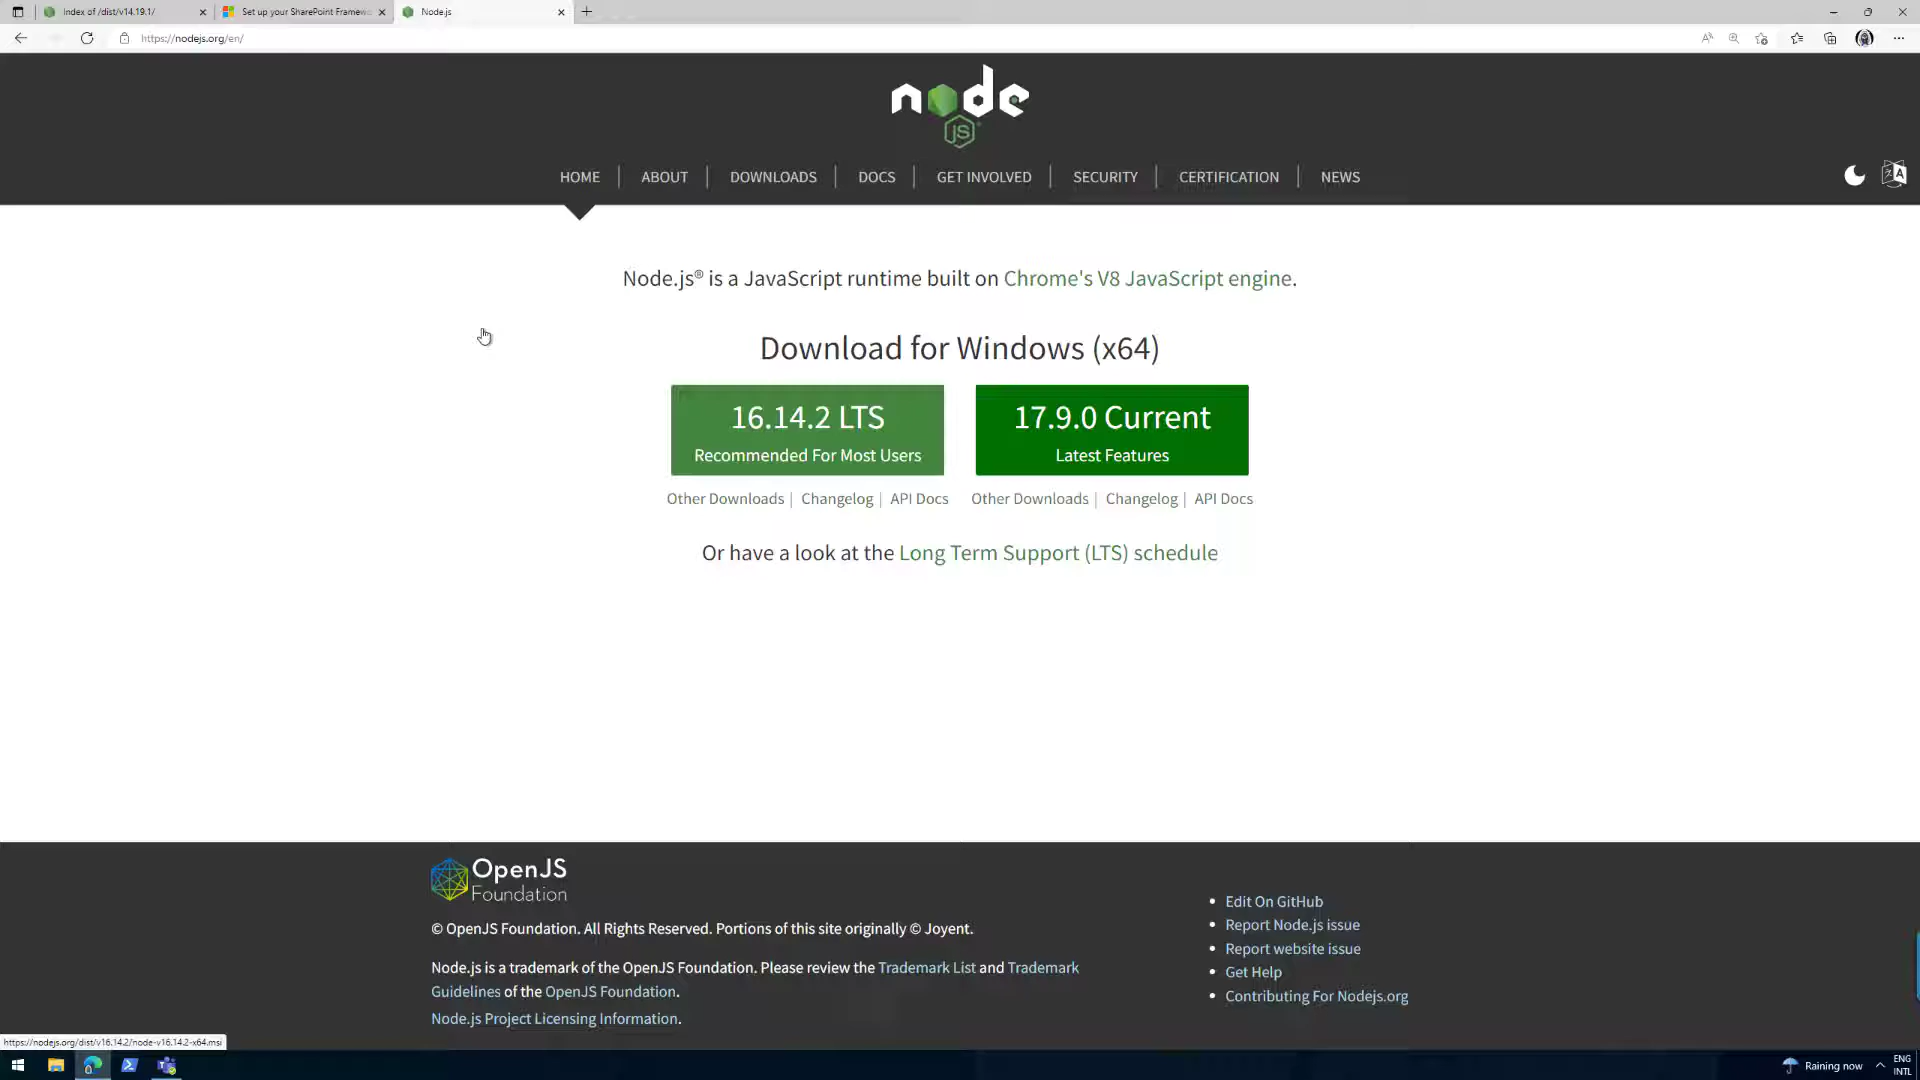 Index of /dist/v14.19.1/
Set up your SharePoint Framewo
Node.js
https://nodejs.org/en/
node
JS
HOME
ABOUT
DOWNLOADS
DOCS
GET INVOLVED
SECURITY
CERTIFICATION
NEWS
Node.js® is a JavaScript runtime built on Chrome's V8 JavaScript engine.
Download for Windows (x64)
16.14.2 LTS
Recommended For Most Users
17.9.0 Current
Latest Features
Other Downloads | Changelog | API Docs
Other Downloads | Changelog | API Docs
Or have a look at the Long Term Support (LTS) schedule
OpenJS
Foundation
© OpenJS Foundation. All Rights Reserved. Portions of this site originally © Joyent.
Node.js is a trademark of the OpenJS Foundation. Please review the Trademark List and Trademark
Guidelines of the OpenJS Foundation.
Node.js Project Licensing Information.
Edit On GitHub
Report Node.js issue
Report website issue
Get Help
Contributing For Nodejs.org
https://nodejs.org/dist/v16.14.2/node-v16.14.2-x64.msi
Raining now
ENG
INTL